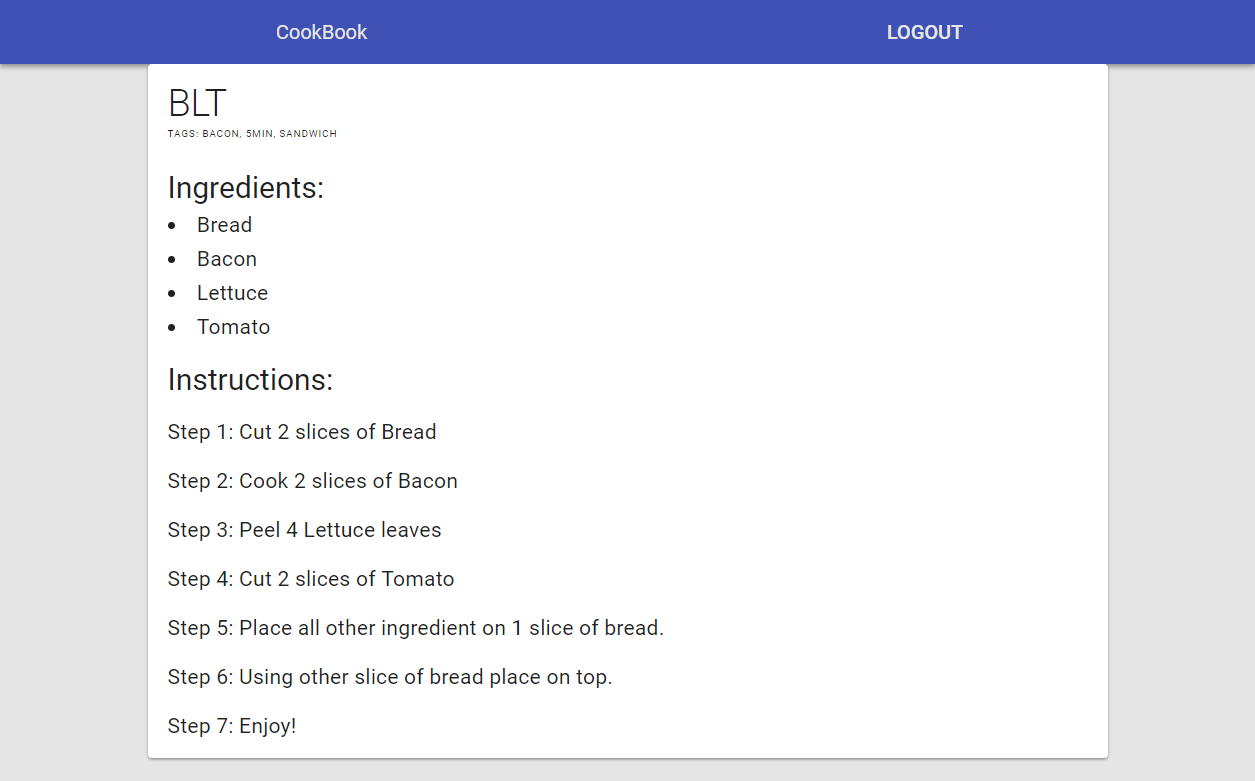 CookBook LOGOUT
BLT
TAGS: BACON, 5MIN, SANDWICH
Ingredients:
• Bread
• Bacon
• Lettuce
• Tomato
Instructions:
Step 1: Cut 2 slices of Bread
Step 2: Cook 2 slices of Bacon
Step 3: Peel 4 Lettuce leaves
Step 4: Cut 2 slices of Tomato
Step 5: Place all other ingredient on 1 slice of bread.
Step 6: Using other slice of bread place on top.
Step 7: Enjoy!